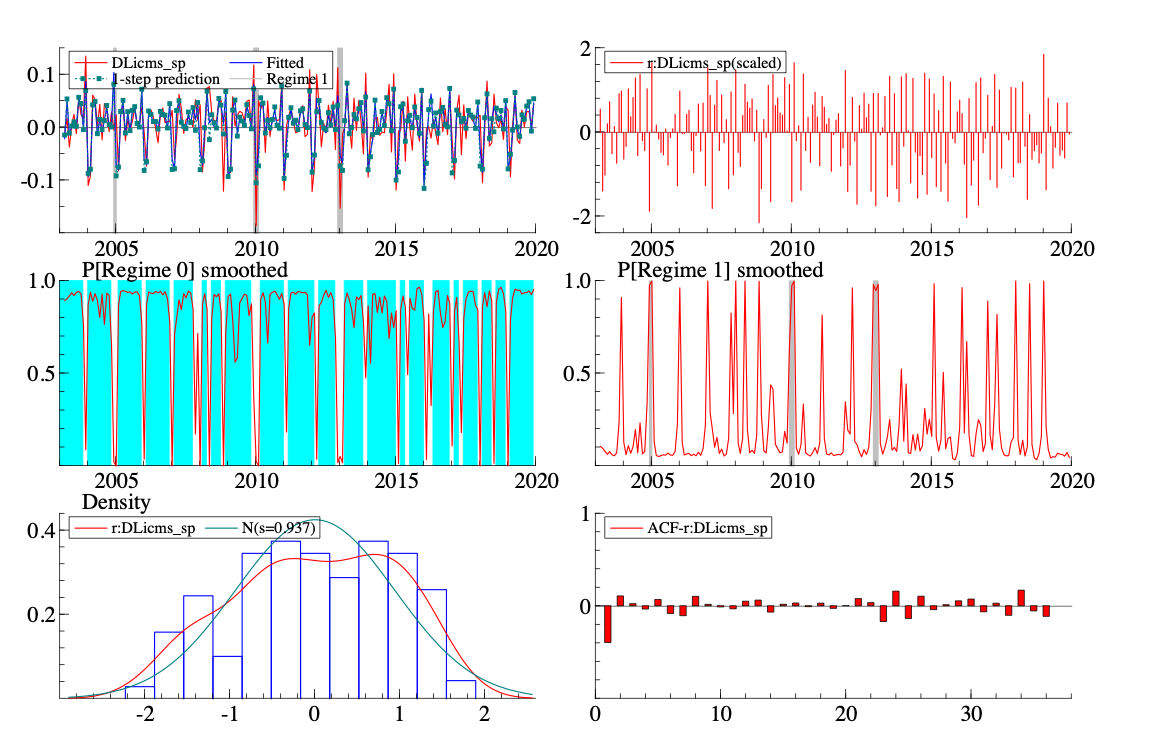 DLicms_sp Fitted
1-step prediction Regime 1
0.1
0.0
-0.1
2005 2010 2015 2020
r:DLicms_sp(scaled)
2
0
-2
2005 2010 2015 2020
P[Regime 0] smoothed
1.0
0.5
2005 2010 2015 2020
P[Regime 1] smoothed
1.0
0.5
2005 2010 2015 2020
Density
r:DLicms_sp N(s=0.937)
0.4
0.2
-2 -1 0 1 2
ACF-r:DLicms_sp
1
0
0 10 20 30